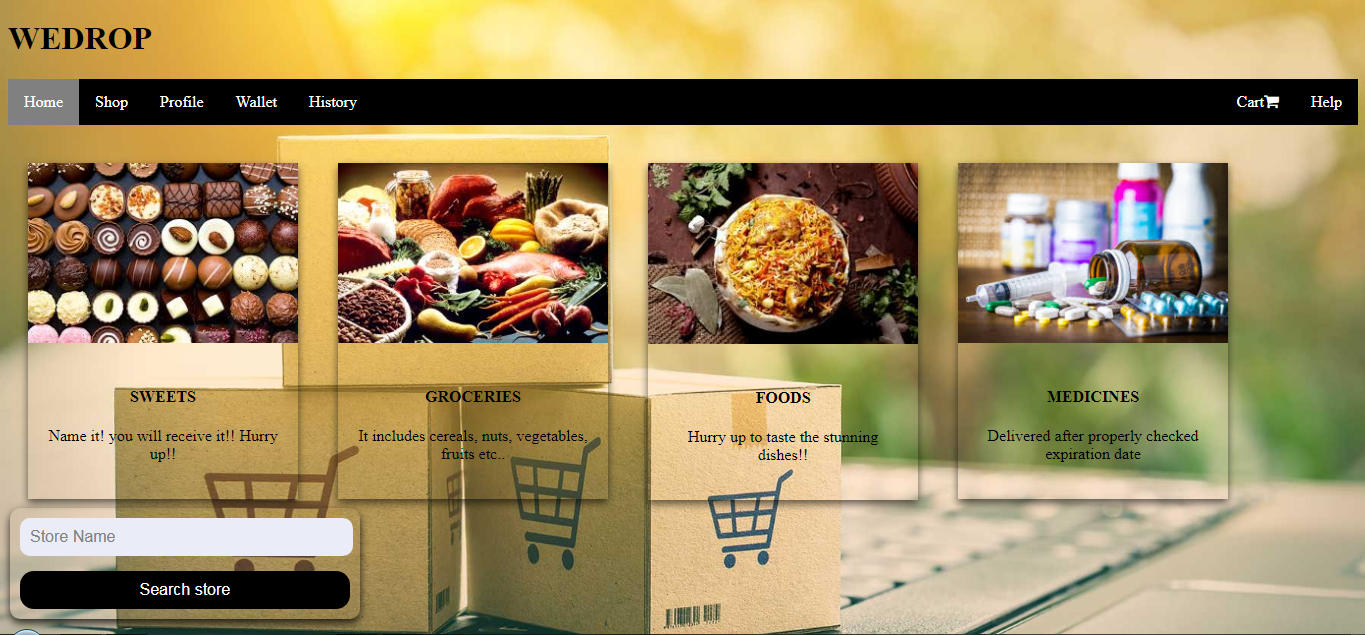 WEDROP
Home Shop Profile Wallet History Cart Help
SWEETS
Name it! you will receive it!! Hurry
up!!
GROCERIES
It includes cereals, nuts, vegetables,
fruits etc..
FOODS
Hurry up to taste the stunning
dishes!!
MEDICINES
Delivered after properly checked
expiration date
Store Name
Search store